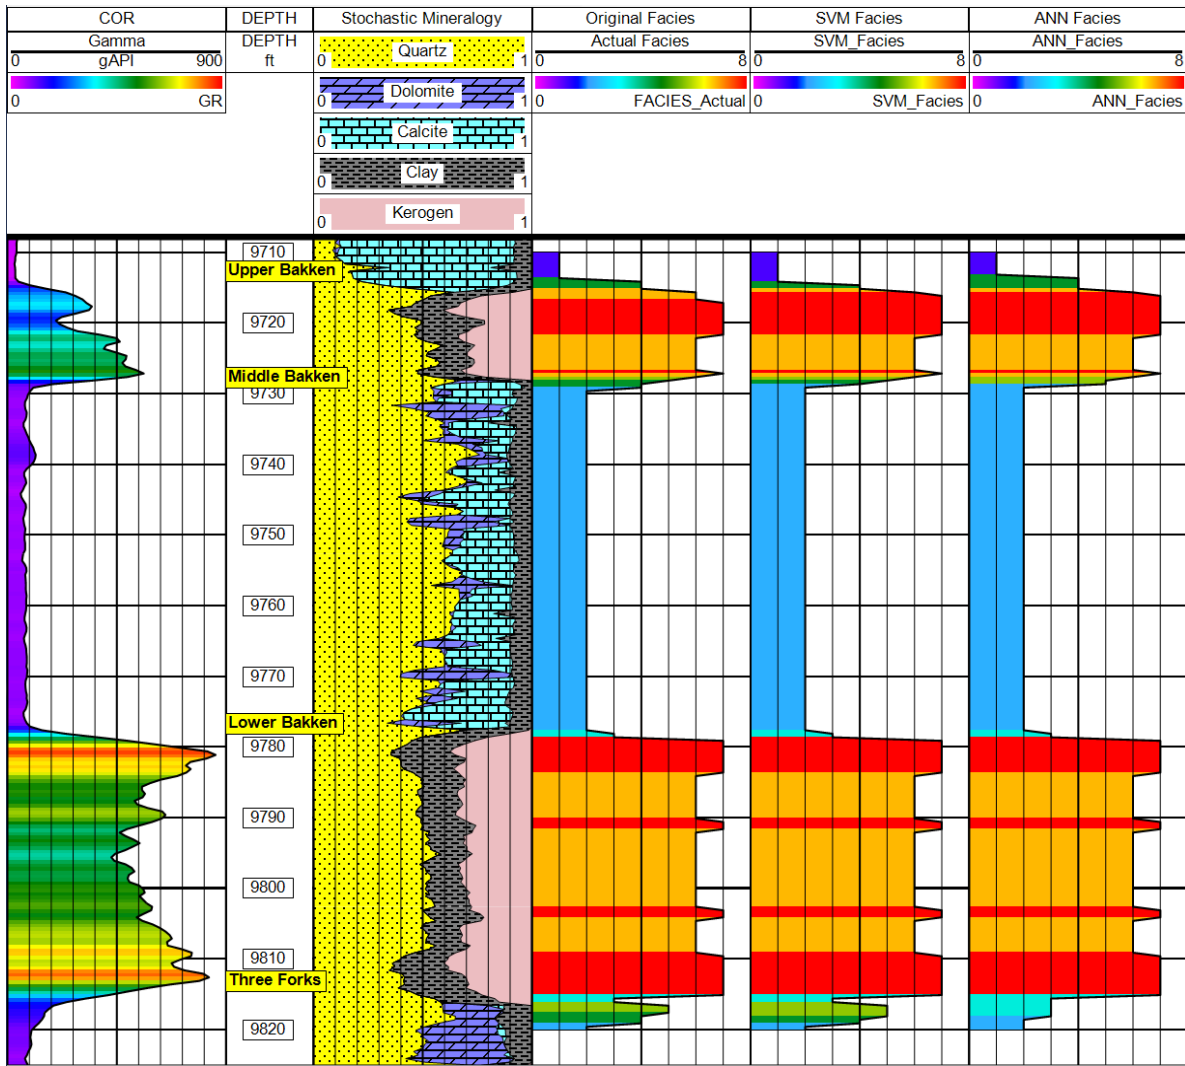 COR DEPTH Stochastic Mineralogy Original Facies SVM Facies ANN Facies
Gamma DEPTH Quartz Actual Facies SVM_Facies ANN_Facies
0 gAPI 900 ft 0 1 0 8 0 8 0 8
0 GR 0 Dolomite 1 0 FACIES_Actual 0 SVM_Facies 0 ANN_Facies
Calcite
0 1
Clay
0 1
Kerogen
0 1
9710
Upper Bakken
9720
Middle Bakken
9730
9740
9750
9760
9770
Lower Bakken
9780
9790
9800
9810
Three Forks
9820